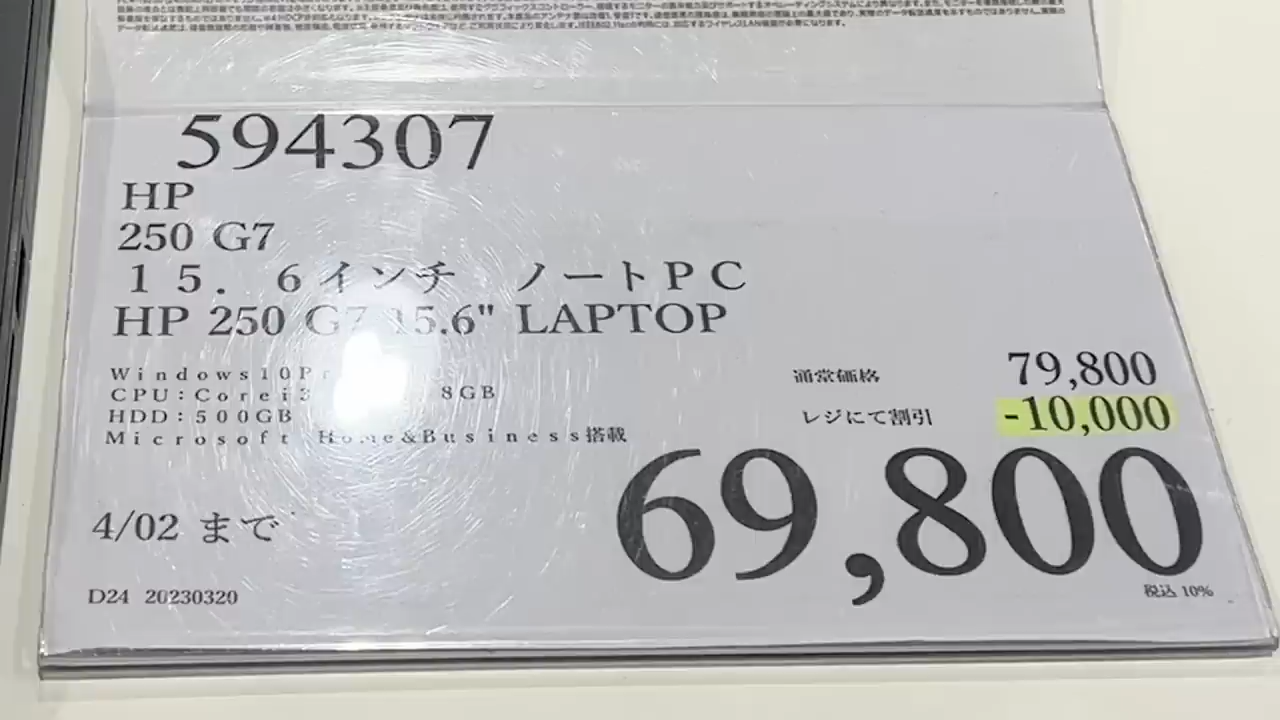 594307
HP
250 G7
15.6インチ ノートPC
HP 250 G7 15.6" LAPTOP
Windows10Pr
CPU:Corei3 8GB
HDD:500GB
Microsoft Home&Business搭載
通常価格 79,800
レジにて割引 -10,000
69,800
税込 10%
4/02 まで
D24 20230320